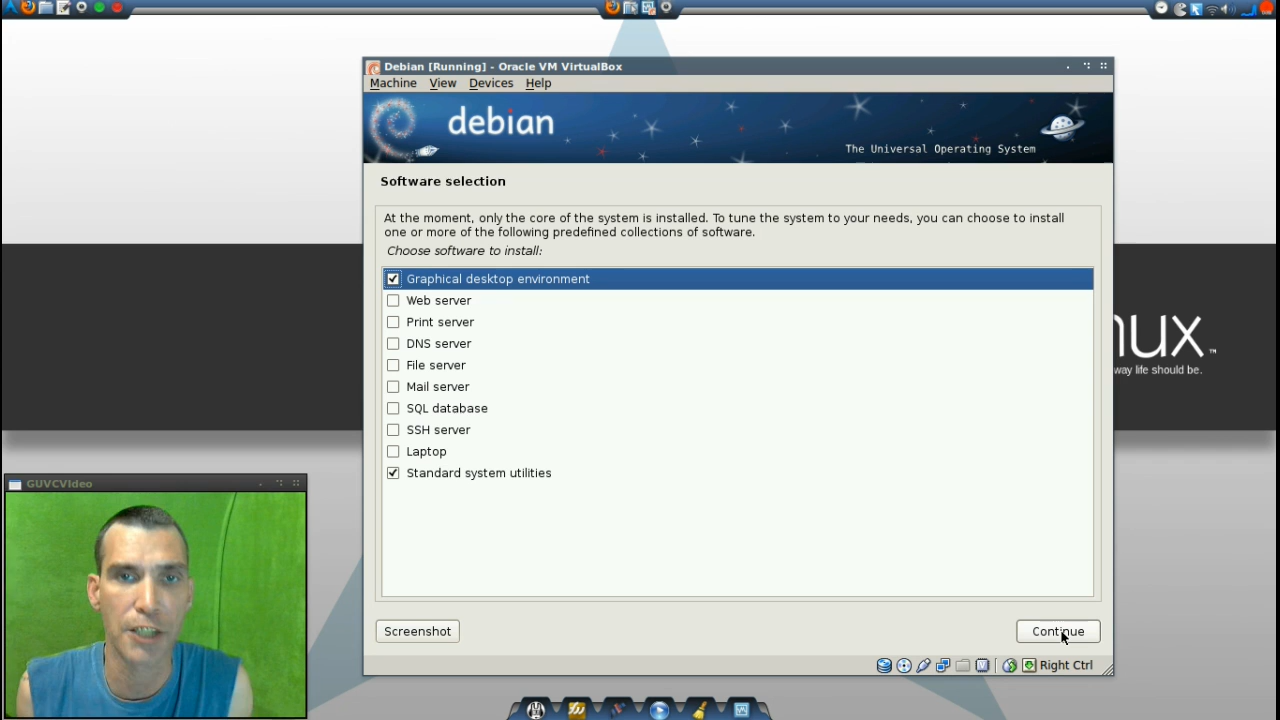 Debian [Running] - Oracle VM VirtualBox
Machine View Devices Help
debian
The Universal Operating System
Software selection
At the moment, only the core of the system is installed. To tune the system to your needs, you can choose to install
one or more of the following predefined collections of software.
Choose software to install:
Graphical desktop environment
Web server
Print server
DNS server
File server
Mail server
SQL database
SSH server
Laptop
Standard system utilities
Screenshot
Continue
Right Ctrl
nux™
way life should be.
GUVCVideo